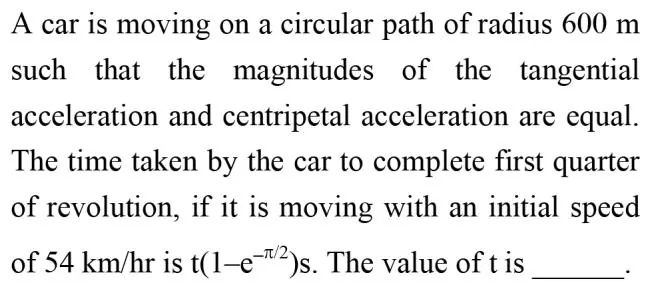 A car is moving on a circular path of radius 600 m
such that the magnitudes of the tangential
acceleration and centripetal acceleration are equal.
The time taken by the car to complete first quarter
of revolution, if it is moving with an initial speed
of 54 km/hr is t(1–e^{–π/2})s. The value of t is ______.